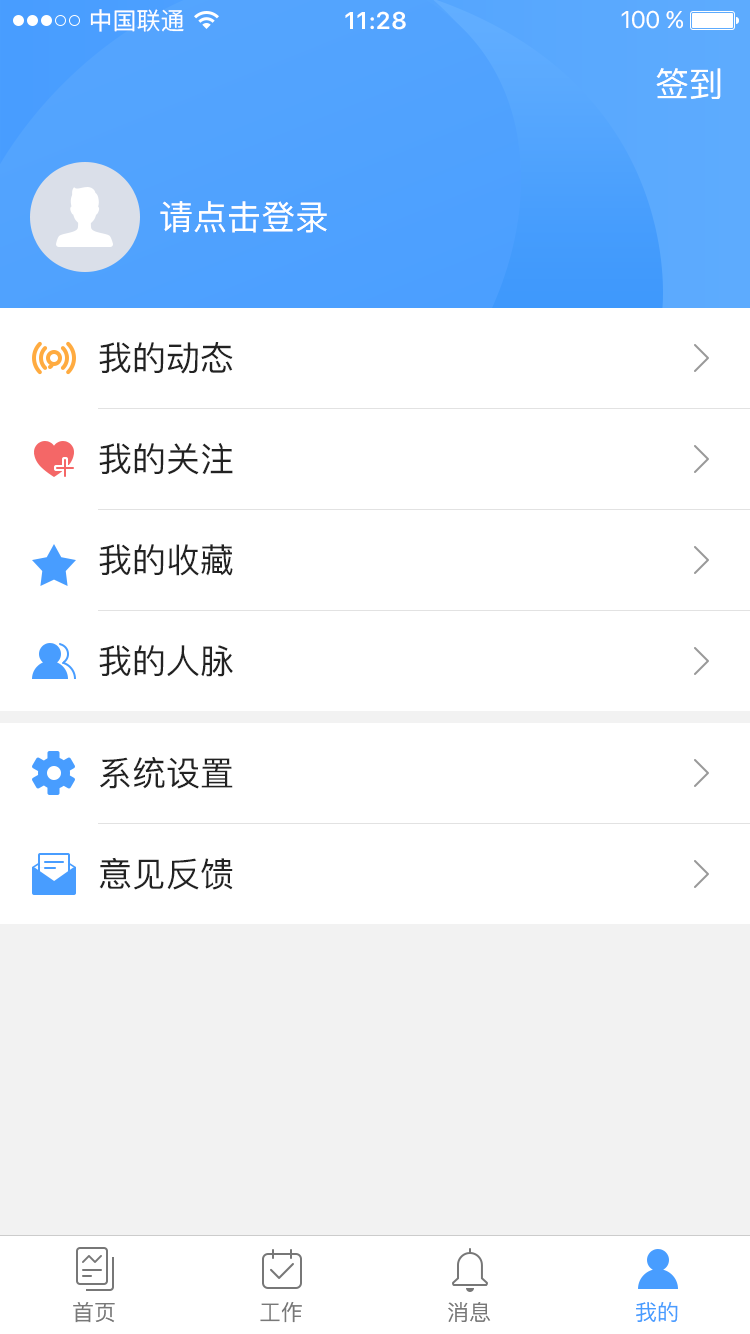 中国联通 11:28 100 %
签到
请点击登录
我的动态
我的关注
我的收藏
我的人脉
系统设置
意见反馈
首页 工作 消息 我的